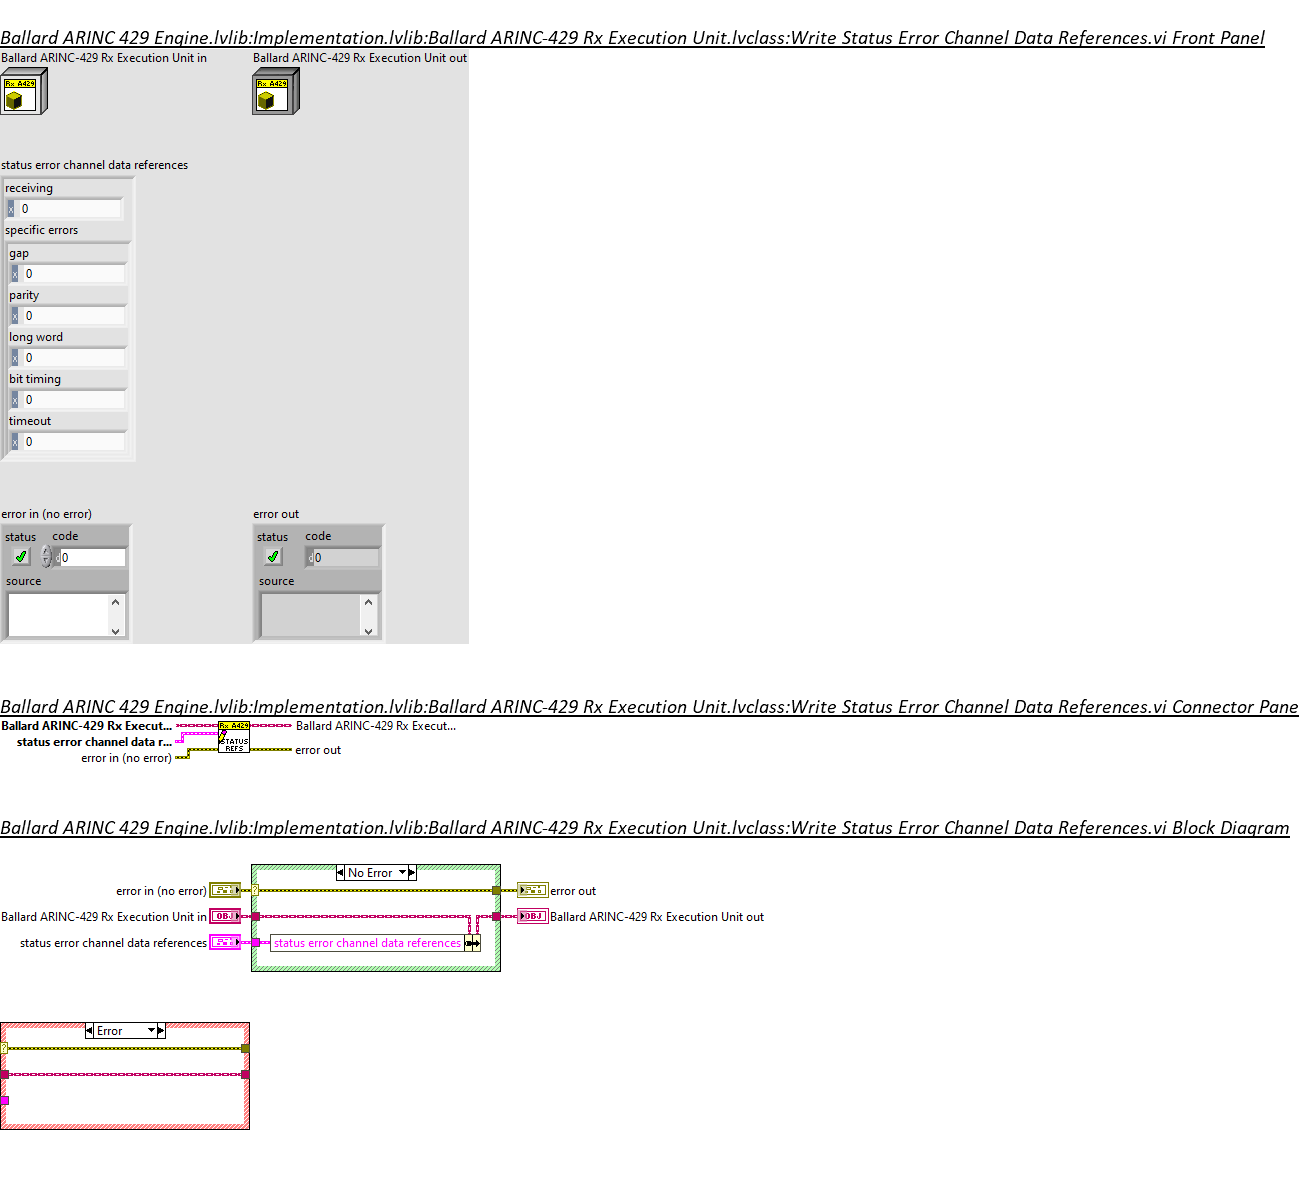 Ballard ARINC 429 Engine.lvlib:Implementation.lvlib:Ballard ARINC-429 Rx Execution Unit.lvclass:Write Status Error Channel Data References.vi Front Panel
Ballard ARINC-429 Rx Execution Unit in
Ballard ARINC-429 Rx Execution Unit out
Rx A429
Rx A429
status error channel data references
receiving
x 0
specific errors
gap
x 0
parity
x 0
long word
x 0
bit timing
x 0
timeout
x 0
error in (no error)
error out
status code
status code
d 0
d 0
source
source
Ballard ARINC 429 Engine.lvlib:Implementation.lvlib:Ballard ARINC-429 Rx Execution Unit.lvclass:Write Status Error Channel Data References.vi Connector Pane
Ballard ARINC-429 Rx Execut...
Rx A429
Ballard ARINC-429 Rx Execut...
status error channel data r...
STATUS
REFS
error out
error in (no error)
Ballard ARINC 429 Engine.lvlib:Implementation.lvlib:Ballard ARINC-429 Rx Execution Unit.lvclass:Write Status Error Channel Data References.vi Block Diagram
No Error
error in (no error)
?
error out
Ballard ARINC-429 Rx Execution Unit in
OBJ
OBJ
Ballard ARINC-429 Rx Execution Unit out
status error channel data references
status error channel data references
Error
?